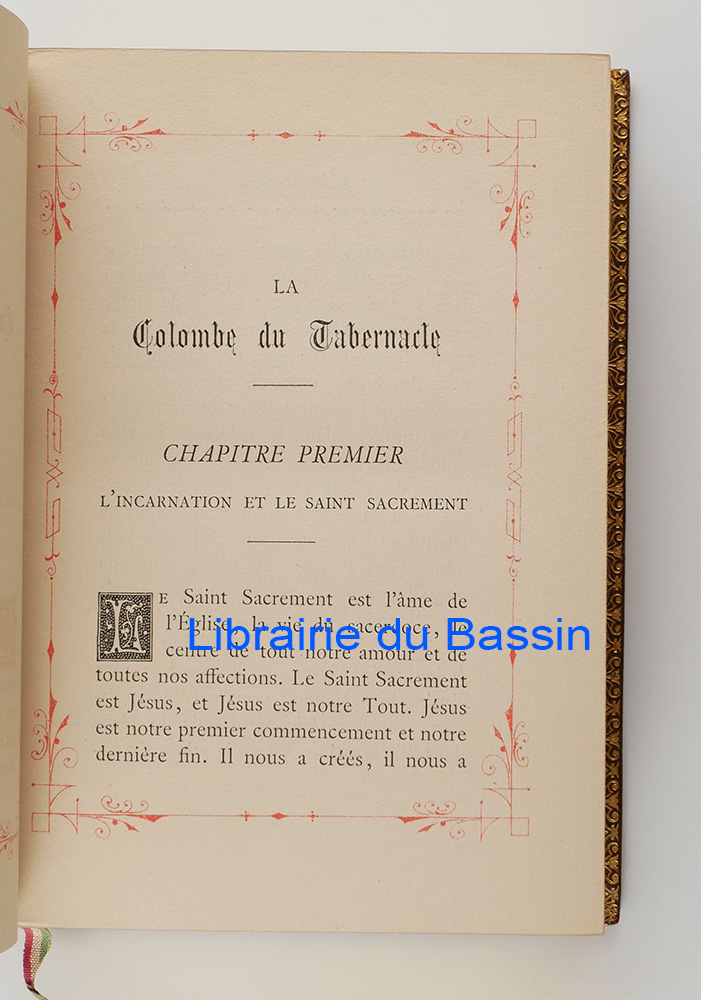 LA
Colombe du Tabernacle
CHAPITRE PREMIER
L'INCARNATION ET LE SAINT SACREMENT
LE Saint Sacrement est l'âme de
l'Église, la vie du sacerdoce, le
centre de tout notre amour et de
toutes nos affections. Le Saint Sacrement
est Jésus, et Jésus est notre Tout. Jésus
est notre premier commencement et notre
dernière fin. Il nous a créés, il nous a
Librairie du Bassin